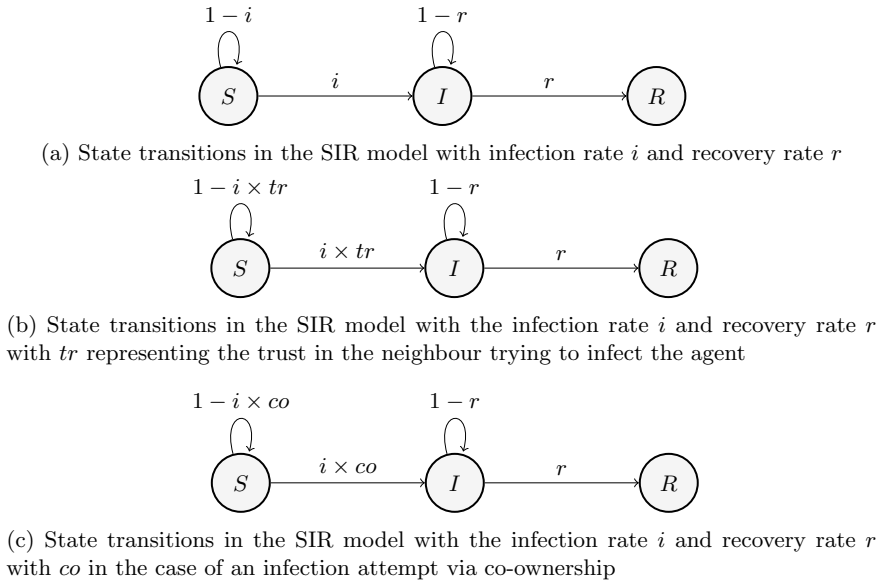 1 − i
1 − r
S
i
I
r
R
(a) State transitions in the SIR model with infection rate i and recovery rate r
1 − i × tr
1 − r
S
i × tr
I
r
R
(b) State transitions in the SIR model with the infection rate i and recovery rate r
with tr representing the trust in the neighbour trying to infect the agent
1 − i × co
1 − r
S
i × co
I
r
R
(c) State transitions in the SIR model with the infection rate i and recovery rate r
with co in the case of an infection attempt via co-ownership